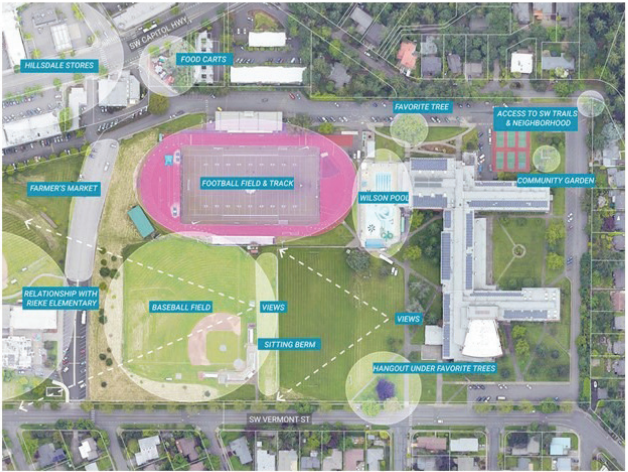 SW CAPITOL HWY
HILLSDALE STORES
FOOD CARTS
FAVORITE TREE
ACCESS TO SW TRAILS
& NEIGHBORHOOD
FARMER'S MARKET
FOOTBALL FIELD & TRACK
WILSON POOL
COMMUNITY GARDEN
RELATIONSHIP WITH
RIEKE ELEMENTARY
BASEBALL FIELD
VIEWS
VIEWS
SITTING BERM
HANGOUT UNDER FAVORITE TREES
SW VERMONT ST